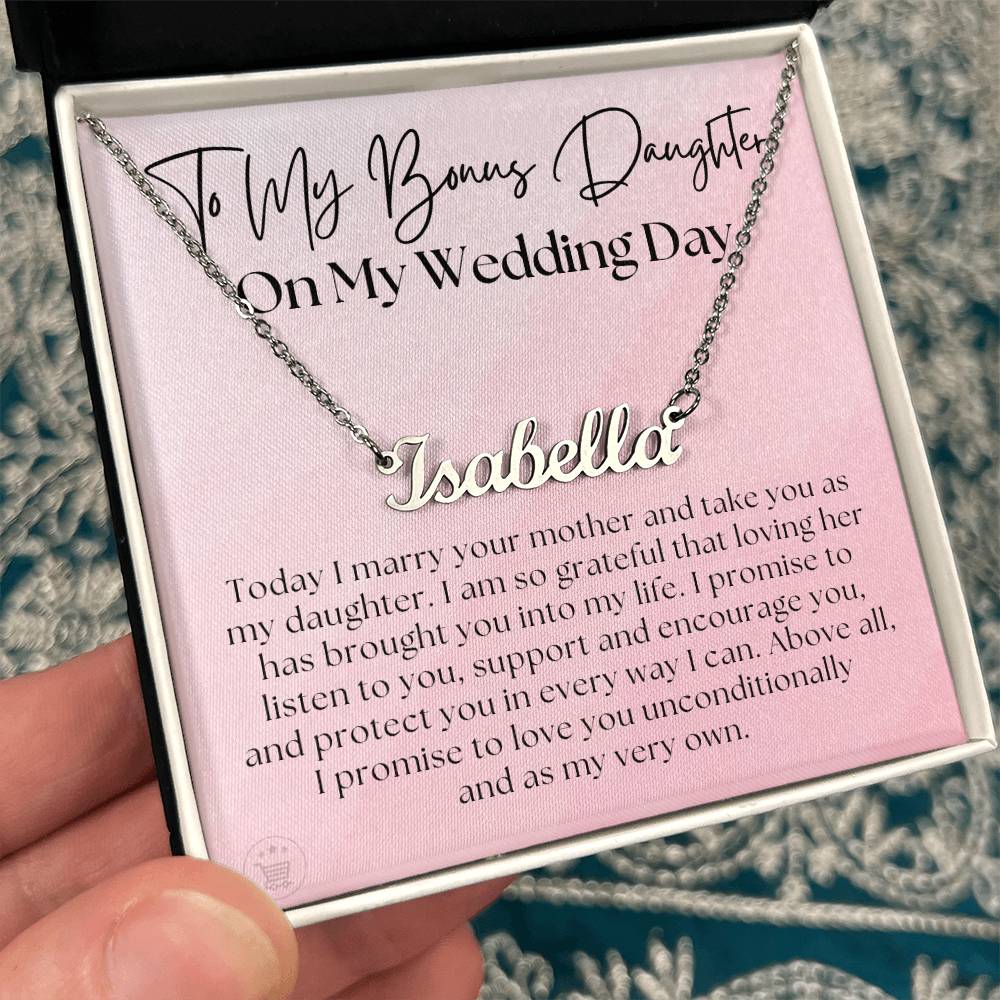 To My Bonus Daughter
On My Wedding Day
Isabella
Today I marry your mother and take you as
my daughter. I am so grateful that loving her
has brought you into my life. I promise to
listen to you, support and encourage you,
and protect you in every way I can. Above all,
I promise to love you unconditionally
and as my very own.